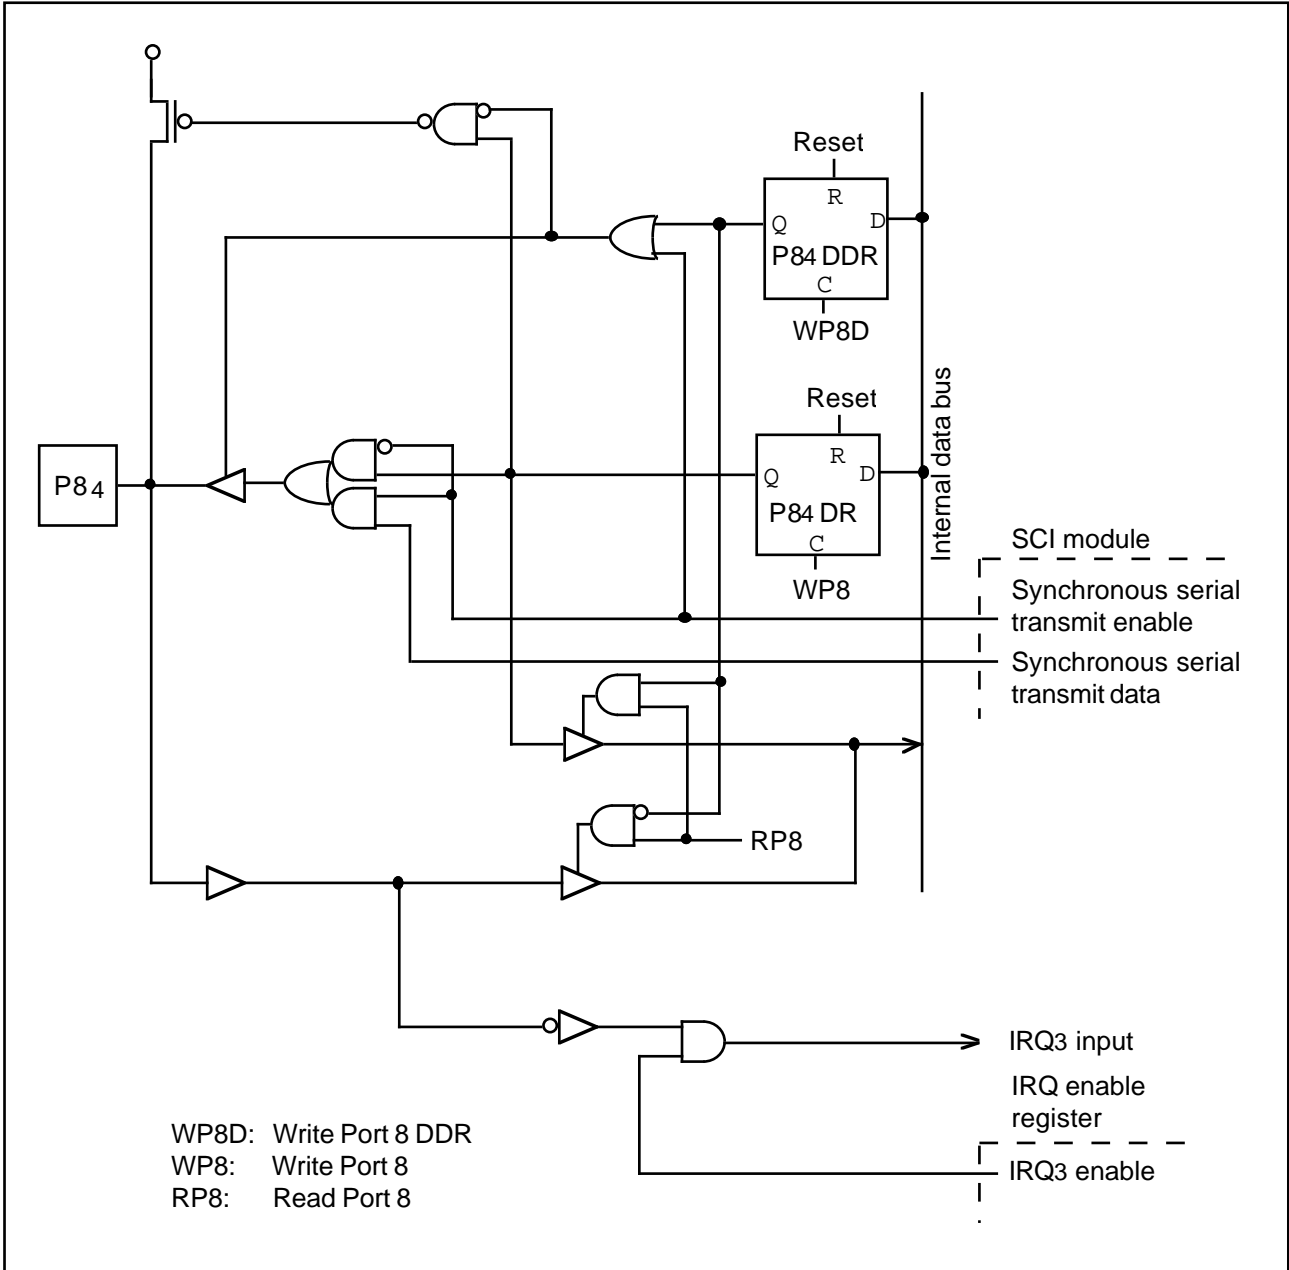 Reset
R
Q
D
P84 DDR
C
WP8D
Internal data bus
Reset
R
Q
D
P84 DR
C
WP8
P84
SCI module
Synchronous serial
transmit enable
Synchronous serial
transmit data
RP8
IRQ3 input
IRQ enable
register
IRQ3 enable
WP8D: Write Port 8 DDR
WP8: Write Port 8
RP8: Read Port 8